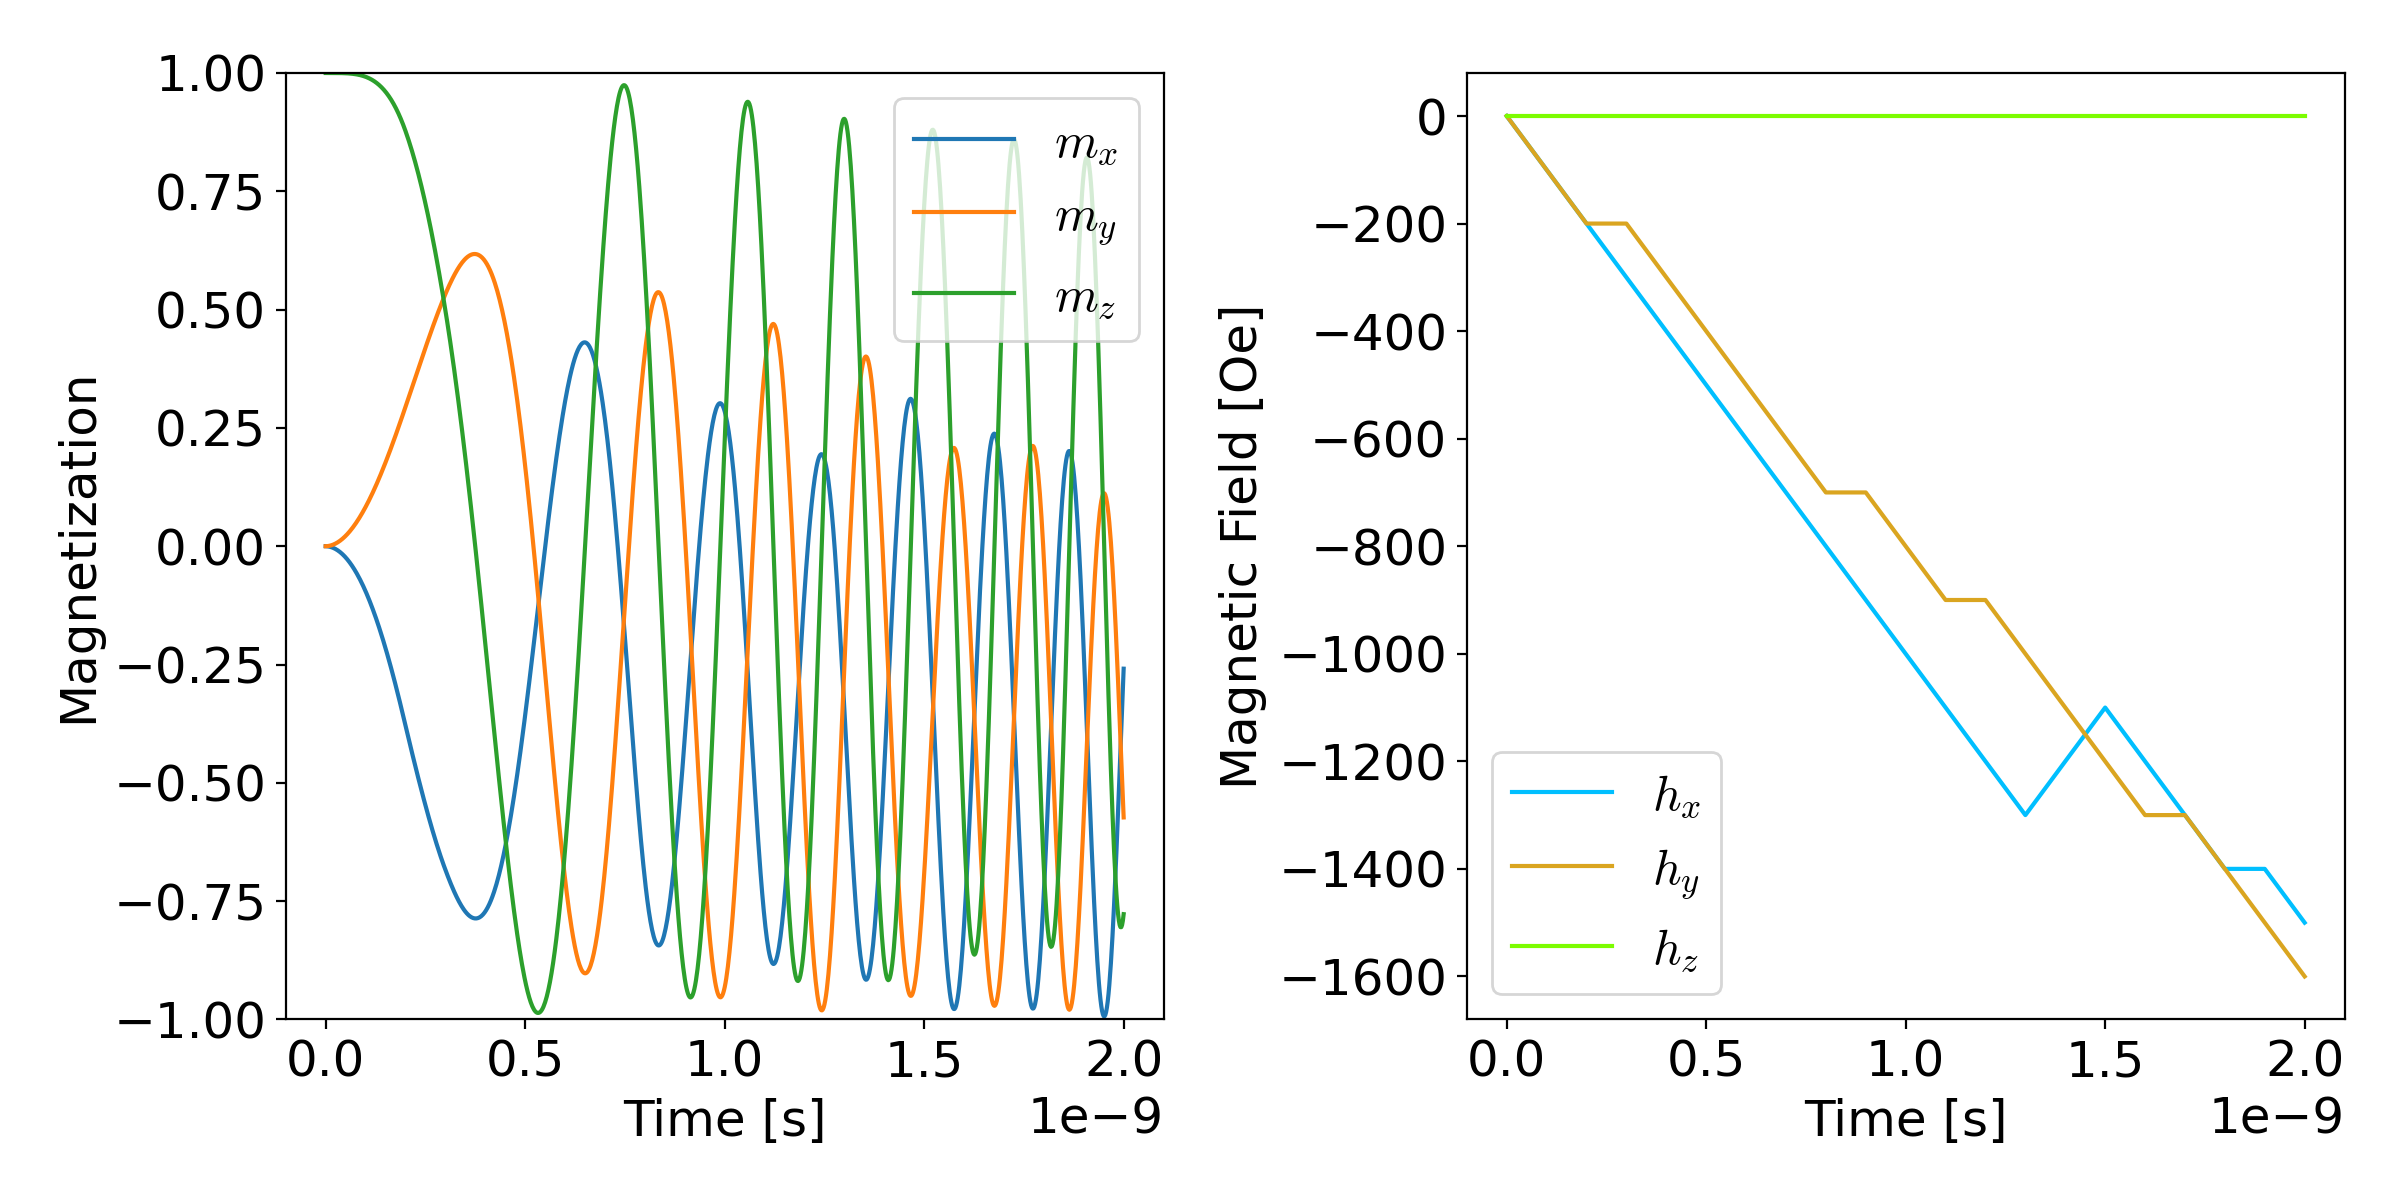 1.00
0.75
0.50
0.25
0.00
−0.25
−0.50
−0.75
−1.00
Magnetization
0.0 0.5 1.0 1.5 2.0
Time [s]
1e−9
m_x
m_y
m_z
0
−200
−400
−600
−800
−1000
−1200
−1400
−1600
Magnetic Field [Oe]
0.0 0.5 1.0 1.5 2.0
Time [s]
1e−9
h_x
h_y
h_z